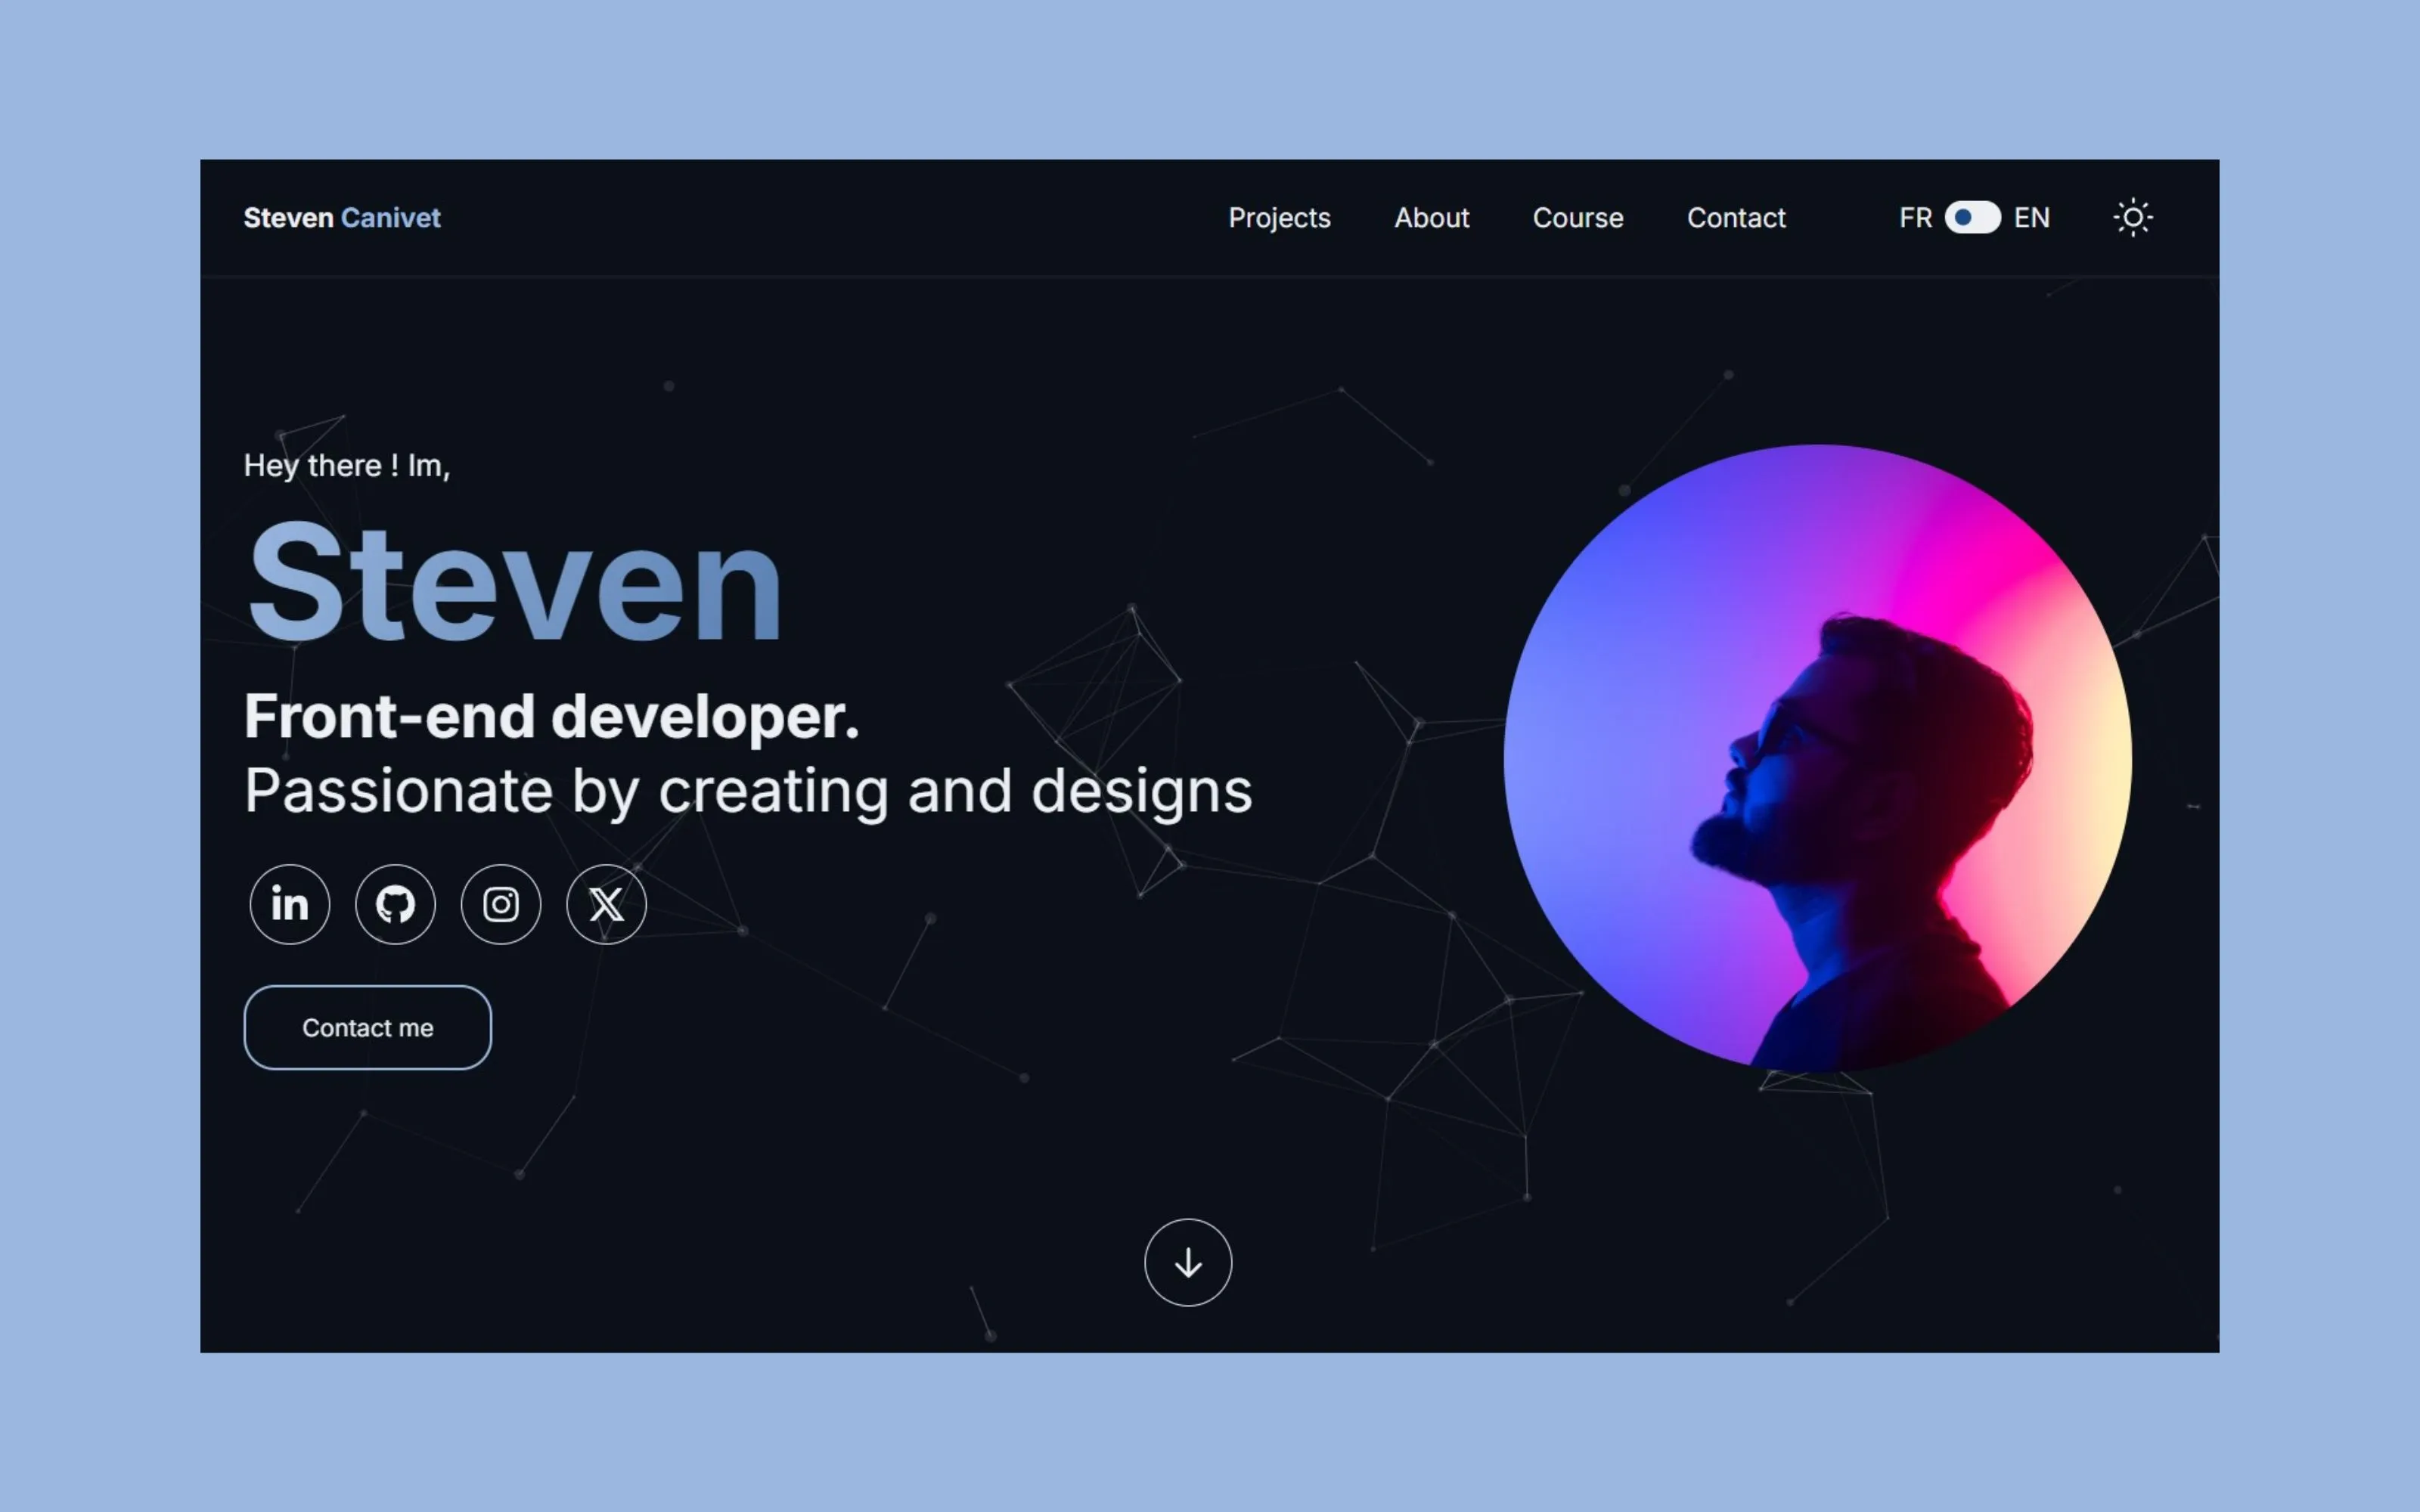 Steven Canivet
Projects About Course Contact FR EN
Hey there ! Im,
Steven
Front-end developer.
Passionate by creating and designs
in
X
Contact me